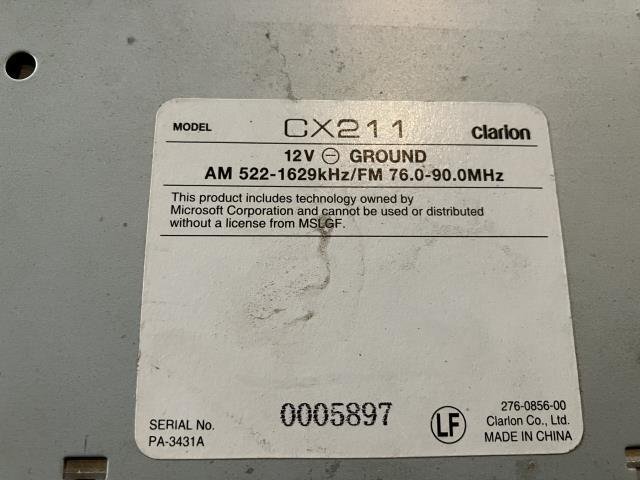 MODEL CX211 Clarion
12V ⊖ GROUND
AM 522-1629kHz/FM 76.0-90.0MHz
This product includes technology owned by
Microsoft Corporation and cannot be used or distributed
without a license from MSLGF.
SERIAL No. 0005897
PA-3431A
LF
276-0856-00
Clarion Co., Ltd.
MADE IN CHINA